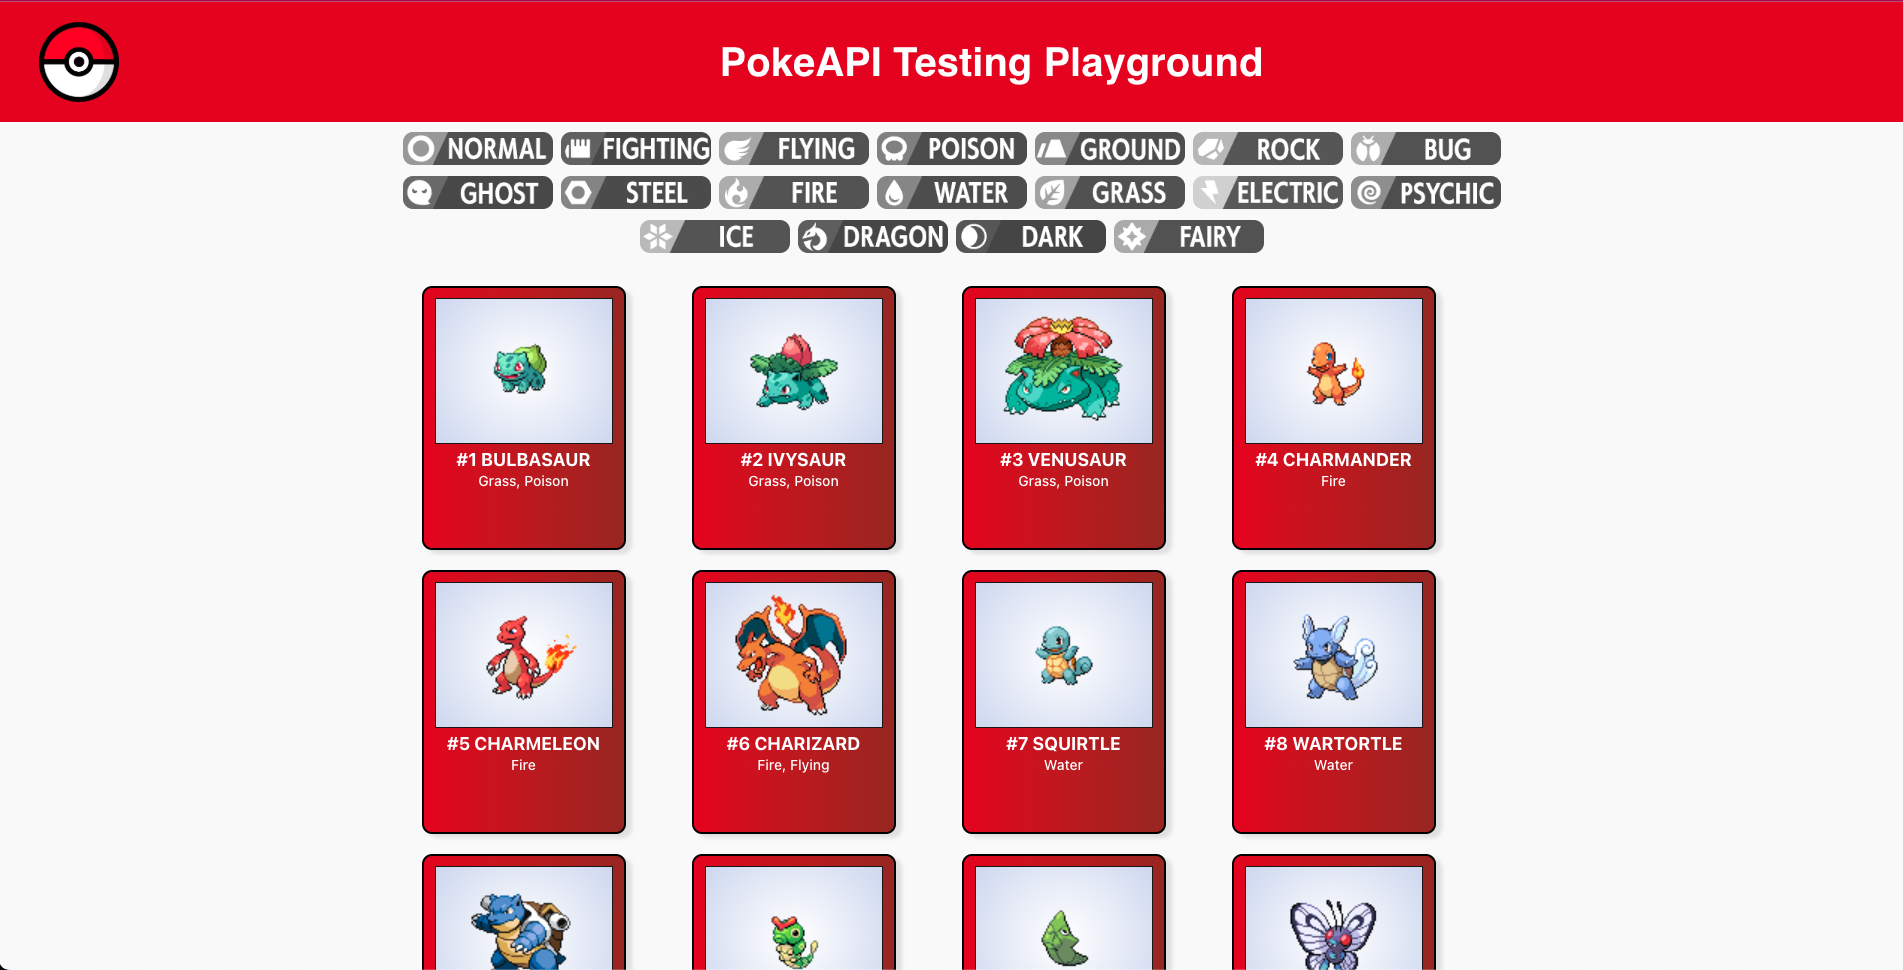 PokeAPI Testing Playground
NORMAL FIGHTING FLYING POISON GROUND ROCK BUG
GHOST STEEL FIRE WATER GRASS ELECTRIC PSYCHIC
ICE DRAGON DARK FAIRY
#1 BULBASAUR
Grass, Poison
#2 IVYSAUR
Grass, Poison
#3 VENUSAUR
Grass, Poison
#4 CHARMANDER
Fire
#5 CHARMELEON
Fire
#6 CHARIZARD
Fire, Flying
#7 SQUIRTLE
Water
#8 WARTORTLE
Water